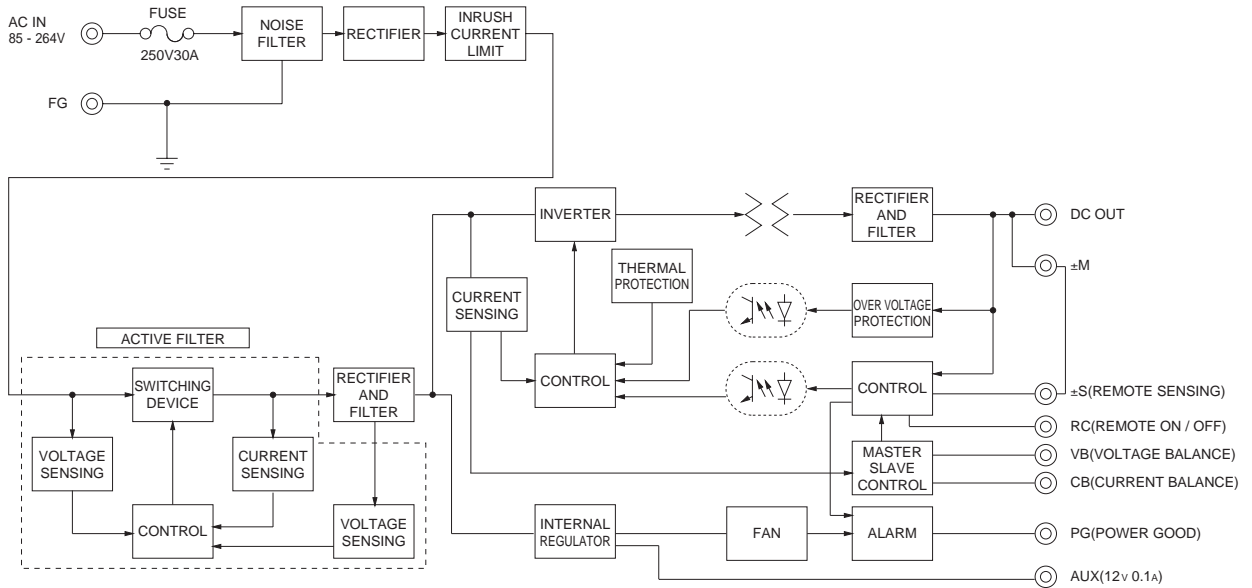 AC IN
85 - 264V
FUSE
250V30A
NOISE
FILTER
RECTIFIER
INRUSH
CURRENT
LIMIT
FG
INVERTER
RECTIFIER
AND
FILTER
DC OUT
±M
THERMAL
PROTECTION
CURRENT
SENSING
OVER VOLTAGE
PROTECTION
ACTIVE FILTER
SWITCHING
DEVICE
RECTIFIER
AND
FILTER
CONTROL
CONTROL
±S(REMOTE SENSING)
RC(REMOTE ON / OFF)
VOLTAGE
SENSING
CURRENT
SENSING
MASTER
SLAVE
CONTROL
VB(VOLTAGE BALANCE)
CB(CURRENT BALANCE)
CONTROL
VOLTAGE
SENSING
INTERNAL
REGULATOR
FAN
ALARM
PG(POWER GOOD)
AUX(12V 0.1A)